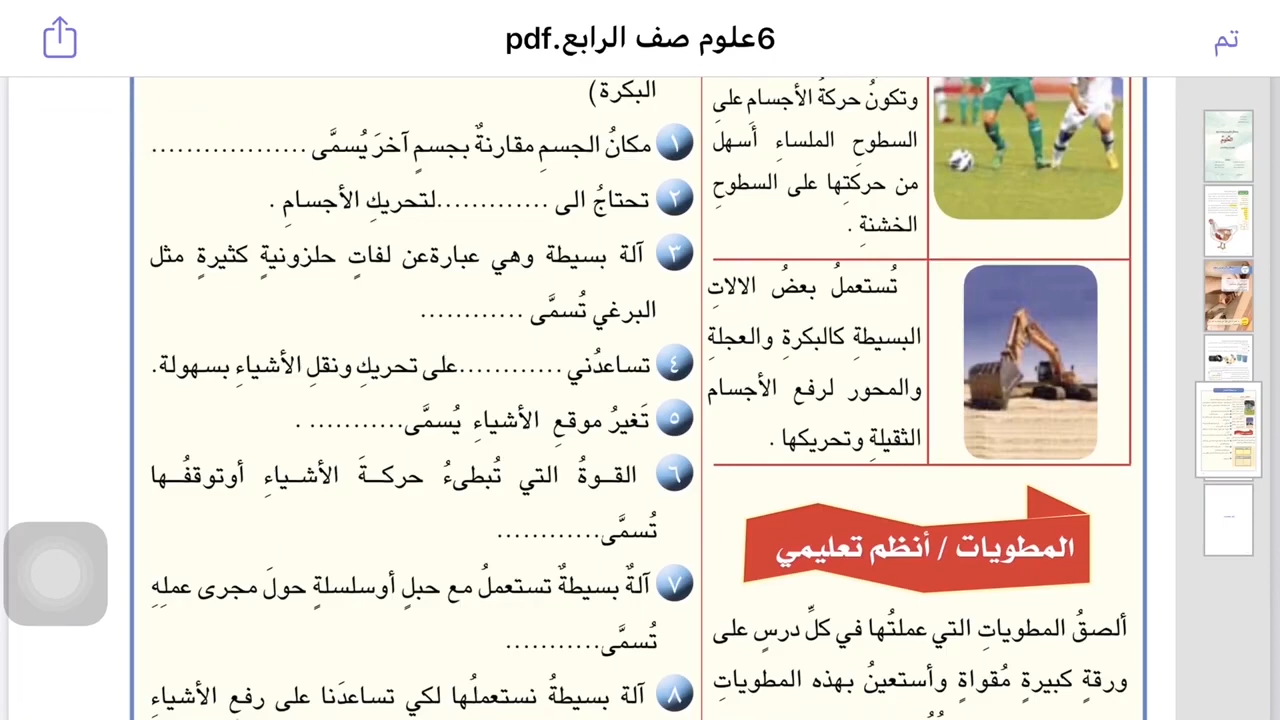 تم
6علوم صف الرابع.pdf
وتكونُ حركةُ الأجسام على
السطوحِ الملساءِ أسهلَ
من حركتِها على السطوحِ
الخشنةِ .
تُستعملُ بعضُ الالاتِ
البسيطةِ كالبكرةِ والعجلةِ
والمحور لرفع الأجسام
الثقيلةِ وتحريكها .
المطويات / أنظم تعليمي
ألصقُ المطوياتِ التي عملتُها في كلِّ درسٍ على
ورقةٍ كبيرةٍ مُقواةٍ وأستعينُ بهذه المطوياتِ
البكرة)
١ مكانُ الجسمِ مقارنةٌ بجسمٍ آخرَ يُسمَّى ..................
٢ تحتاجُ الى .............لتحريكِ الأجسامِ .
٣ آلة بسيطة وهي عبارةعن لفاتٍ حلزونيةٍ كثيرةٍ مثل
البرغي تُسمَّى ............
٤ تساعدُني ............على تحريكِ ونقلِ الأشياءِ بسهولة.
٥ تَغيرُ موقعِ الأشياءِ يُسمَّى........... .
٦ القـوةُ التي تُبطىءُ حركـةَ الأشـياءِ أوتوقفُـها
تُسمَّى............
٧ آلةٌ بسيطةٌ تستعملُ مع حبلٍ أوسلسلةٍ حولَ مجرى عملِهِ
تُسمَّى...........
٨ آلة بسيطةُ نستعملُها لكي تساعدَنا على رفعِ الأشياءِ